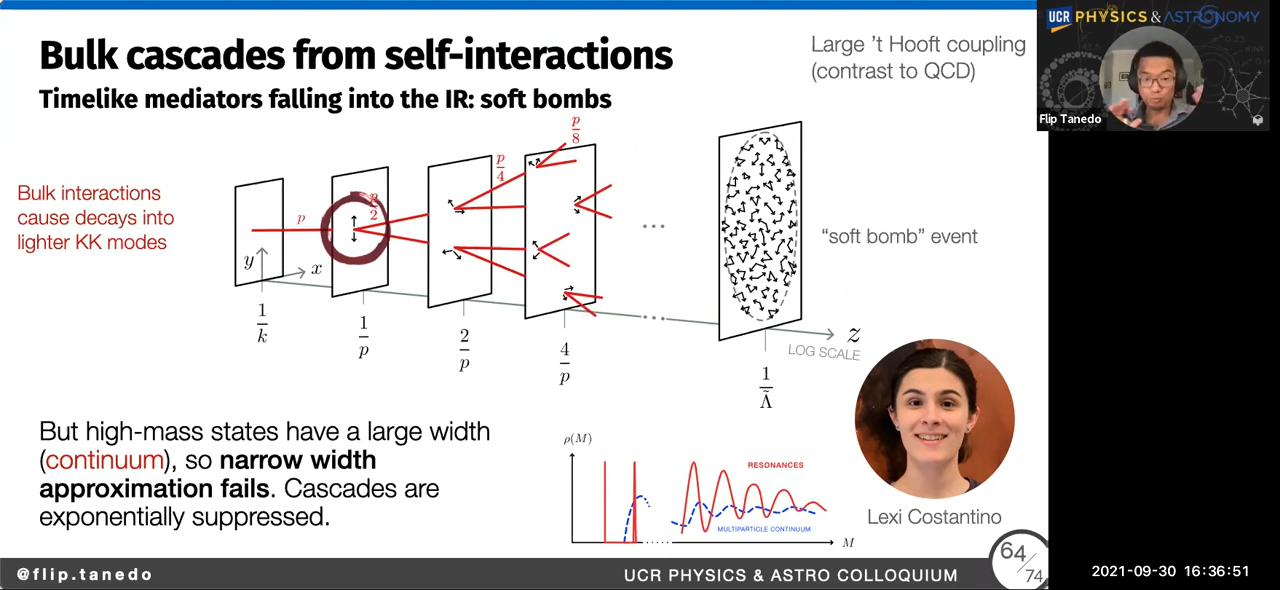 Bulk cascades from self-interactions
Timelike mediators falling into the IR: soft bombs
Large ’t Hooft coupling
(contrast to QCD)
UCR PHYSICS & ASTRONOMY
Flip Tanedo
Bulk interactions
cause decays into
lighter KK modes
p
p/2
p/4
p/8
y
x
...
“soft bomb” event
1/k
1/p
2/p
4/p
...
z
LOG SCALE
1/Λ̃
But high-mass states have a large width
(continuum), so narrow width
approximation fails. Cascades are
exponentially suppressed.
ρ(M)
RESONANCES
MULTIPARTICLE CONTINUUM
M
Lexi Costantino
64/74
@flip.tanedo
UCR PHYSICS & ASTRO COLLOQUIUM
2021-09-30 16:36:51